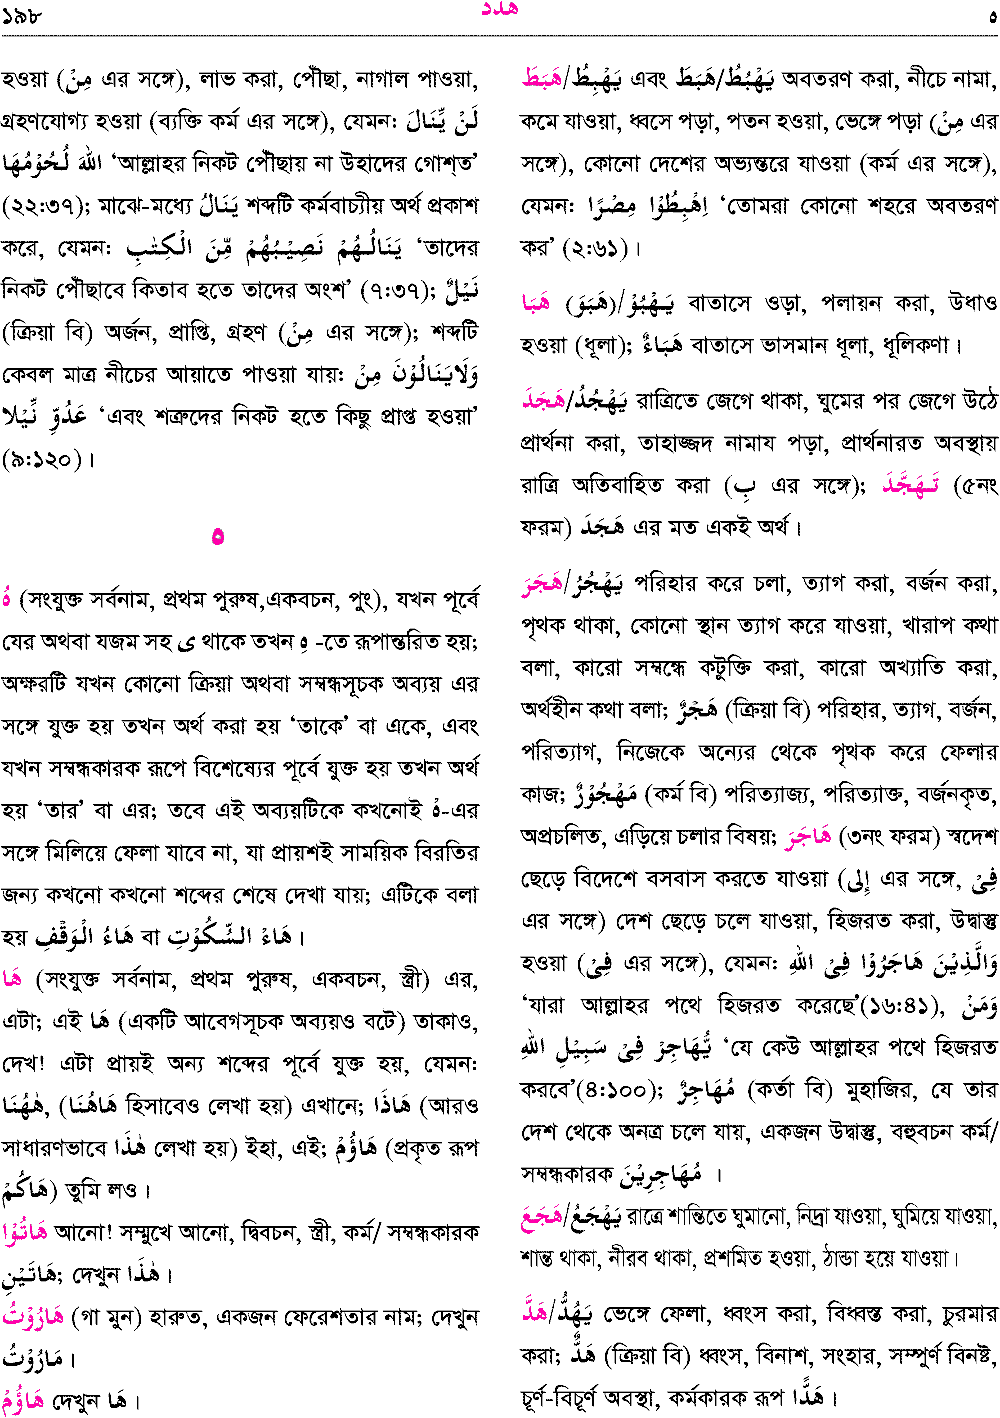 ১৯৮
هدد
ه
হওয়া (مِنْ এর সঙ্গে), লাভ করা, পৌঁছা, নাগাল পাওয়া,
গ্রহণযোগ্য হওয়া (ব্যক্তি কর্ম এর সঙ্গে), যেমন: لَنْ يَّنَالَ
اللهَ لُحُوْمُهَا ‘আল্লাহর নিকট পৌঁছায় না উহাদের গোশ্‌ত’
(২২:৩৭); মাঝে-মধ্যে يَنَالُ শব্দটি কর্মবাচ্যীয় অর্থ প্রকাশ
করে, যেমন: يَنَالُهُمْ نَصِيْبُهُمْ مِّنَ الْكِتٰبِ ‘তাদের
নিকট পৌঁছাবে কিতাব হতে তাদের অংশ’ (৭:৩৭); نَيْلٌ
(ক্রিয়া বি) অর্জন, প্রাপ্তি, গ্রহণ (مِنْ এর সঙ্গে); শব্দটি
কেবল মাত্র নীচের আয়াতে পাওয়া যায়: وَلَايَنَالُوْنَ مِنْ
عَدُوٍّ نَّيْلا ‘এবং শত্রুদের নিকট হতে কিছু প্রাপ্ত হওয়া’
(৯:১২০)।
ه
هُ (সংযুক্ত সর্বনাম, প্রথম পুরুষ,একবচন, পুং), যখন পূর্বে
যের অথবা যজম সহ ي থাকে তখন هِ -তে রূপান্তরিত হয়;
অক্ষরটি যখন কোনো ক্রিয়া অথবা সম্বন্ধসূচক অব্যয় এর
সঙ্গে যুক্ত হয় তখন অর্থ করা হয় ‘তাকে’ বা একে, এবং
যখন সম্বন্ধকারক রূপে বিশেষ্যের পূর্বে যুক্ত হয় তখন অর্থ
হয় ‘তার’ বা এর; তবে এই অব্যয়টিকে কখনোই هْ-এর
সঙ্গে মিলিয়ে ফেলা যাবে না, যা প্রায়শই সাময়িক বিরতির
জন্য কখনো কখনো শব্দের শেষে দেখা যায়; এটিকে বলা
হয় هَاءُ الْوَقْفِ বা هَاءُ السُّكُوْتِ।
هَا (সংযুক্ত সর্বনাম, প্রথম পুরুষ, একবচন, স্ত্রী) এর,
এটা; এই هَا (একটি আবেগসূচক অব্যয়ও বটে) তাকাও,
দেখ! এটা প্রায়ই অন্য শব্দের পূর্বে যুক্ত হয়, যেমন:
هٰهُنَا, (هَاهُنَا হিসাবেও লেখা হয়) এখানে; هَاذَا (আরও
সাধারণভাবে هٰذَا লেখা হয়) ইহা, এই; هَاؤُمْ (প্রকৃত রূপ
هَاكُمْ) তুমি লও।
هَاتُوْا আনো! সম্মুখে আনো, দ্বিবচন, স্ত্রী, কর্ম/ সম্বন্ধকারক
هَاتَيْنِ; দেখুন هٰذَا।
هَارُوْتُ (গা মুন) হারুত, একজন ফেরেশতার নাম; দেখুন
مَارُوْتُ।
هَاؤُمْ দেখুন هَا।
هَبَطَ/يَهْبِطُ এবং هَبَطَ/يَهْبُطُ অবতরণ করা, নীচে নামা,
কমে যাওয়া, ধ্বসে পড়া, পতন হওয়া, ভেঙ্গে পড়া (مِنْ এর
সঙ্গে), কোনো দেশের অভ্যন্তরে যাওয়া (কর্ম এর সঙ্গে),
যেমন: اِهْبِطُوْا مِصْرًا ‘তোমরা কোনো শহরে অবতরণ
কর’ (২:৬১)।
هَبَا (هَبَوَ)/يَهْبُوْ বাতাসে ওড়া, পলায়ন করা, উধাও
হওয়া (ধূলা); هَبَاءٌ বাতাসে ভাসমান ধূলা, ধূলিকণা।
هَجَدَ/يَهْجُدُ রাত্রিতে জেগে থাকা, ঘুমের পর জেগে উঠে
প্রার্থনা করা, তাহাজ্জদ নামায পড়া, প্রার্থনারত অবস্থায়
রাত্রি অতিবাহিত করা (بِ এর সঙ্গে); تَهَجَّدَ (৫নং
ফরম) هَجَدَ এর মত একই অর্থ।
هَجَرَ/يَهْجُرُ পরিহার করে চলা, ত্যাগ করা, বর্জন করা,
পৃথক থাকা, কোনো স্থান ত্যাগ করে যাওয়া, খারাপ কথা
বলা, কারো সম্বন্ধে কটুক্তি করা, কারো অখ্যাতি করা,
অর্থহীন কথা বলা; هَجْرٌ (ক্রিয়া বি) পরিহার, ত্যাগ, বর্জন,
পরিত্যাগ, নিজেকে অন্যের থেকে পৃথক করে ফেলার
কাজ; مَهْجُوْرٌ (কর্ম বি) পরিত্যাজ্য, পরিত্যাক্ত, বর্জনকৃত,
অপ্রচলিত, এড়িয়ে চলার বিষয়; هَاجَرَ (৩নং ফরম) স্বদেশ
ছেড়ে বিদেশে বসবাস করতে যাওয়া (إِلى এর সঙ্গে, فِيْ
এর সঙ্গে) দেশ ছেড়ে চলে যাওয়া, হিজরত করা, উদ্বাস্তু
হওয়া (فِيْ এর সঙ্গে), যেমন: وَالَّذِيْنَ هَاجَرُوْا فِيْ اللهِ
‘যারা আল্লাহর পথে হিজরত করেছে’(১৬:৪১), وَمَنْ
يُّهَاجِرْ فِيْ سَبِيْلِ اللهِ ‘যে কেউ আল্লাহর পথে হিজরত
করবে’(৪:১০০); مُهَاجِرٌ (কর্তা বি) মুহাজির, যে তার
দেশ থেকে অনত্র চলে যায়, একজন উদ্বাস্তু, বহুবচন কর্ম/
সম্বন্ধকারক مُهَاجِرِيْنَ ।
هَجَعَ/يَهْجَعُ রাত্রে শান্তিতে ঘুমানো, নিদ্রা যাওয়া, ঘুমিয়ে যাওয়া,
শান্ত থাকা, নীরব থাকা, প্রশমিত হওয়া, ঠান্ডা হয়ে যাওয়া।
هَدَّ/يَهُدُّ ভেঙ্গে ফেলা, ধ্বংস করা, বিধ্বস্ত করা, চুরমার
করা; هَدٌّ (ক্রিয়া বি) ধ্বংস, বিনাশ, সংহার, সম্পুর্ণ বিনষ্ট,
চূর্ণ-বিচূর্ণ অবস্থা, কর্মকারক রূপ هَدًّا।